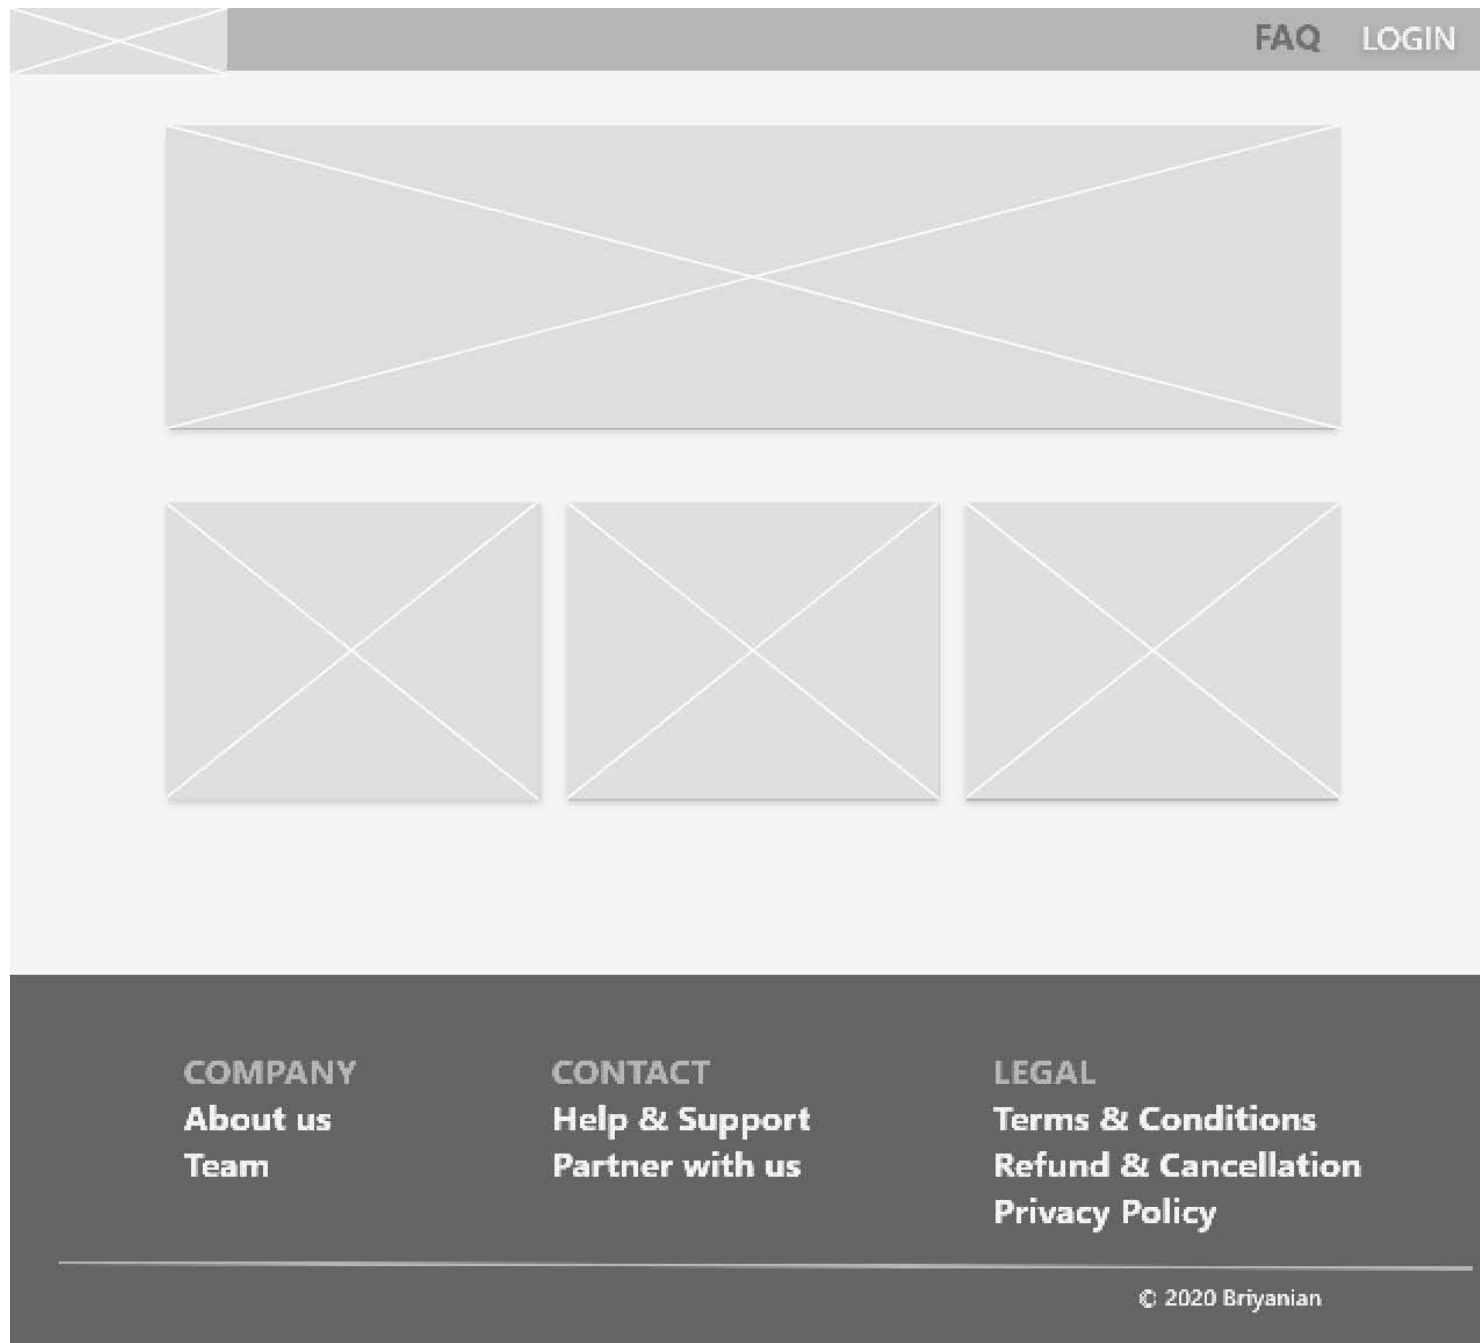 FAQ LOGIN
COMPANY
About us
Team
CONTACT
Help & Support
Partner with us
LEGAL
Terms & Conditions
Refund & Cancellation
Privacy Policy
© 2020 Briyanian